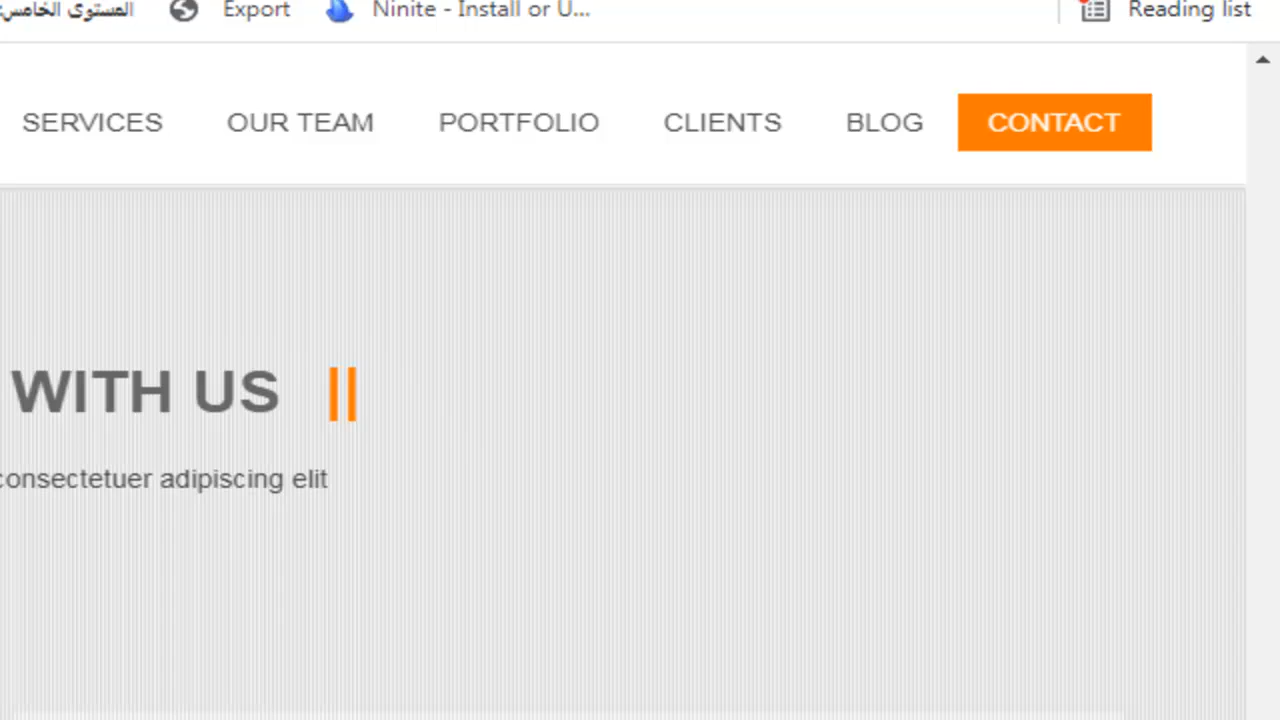 المستوى الخامس Export Ninite - Install or U... Reading list
SERVICES OUR TEAM PORTFOLIO CLIENTS BLOG CONTACT
WITH US ||
consectetuer adipiscing elit